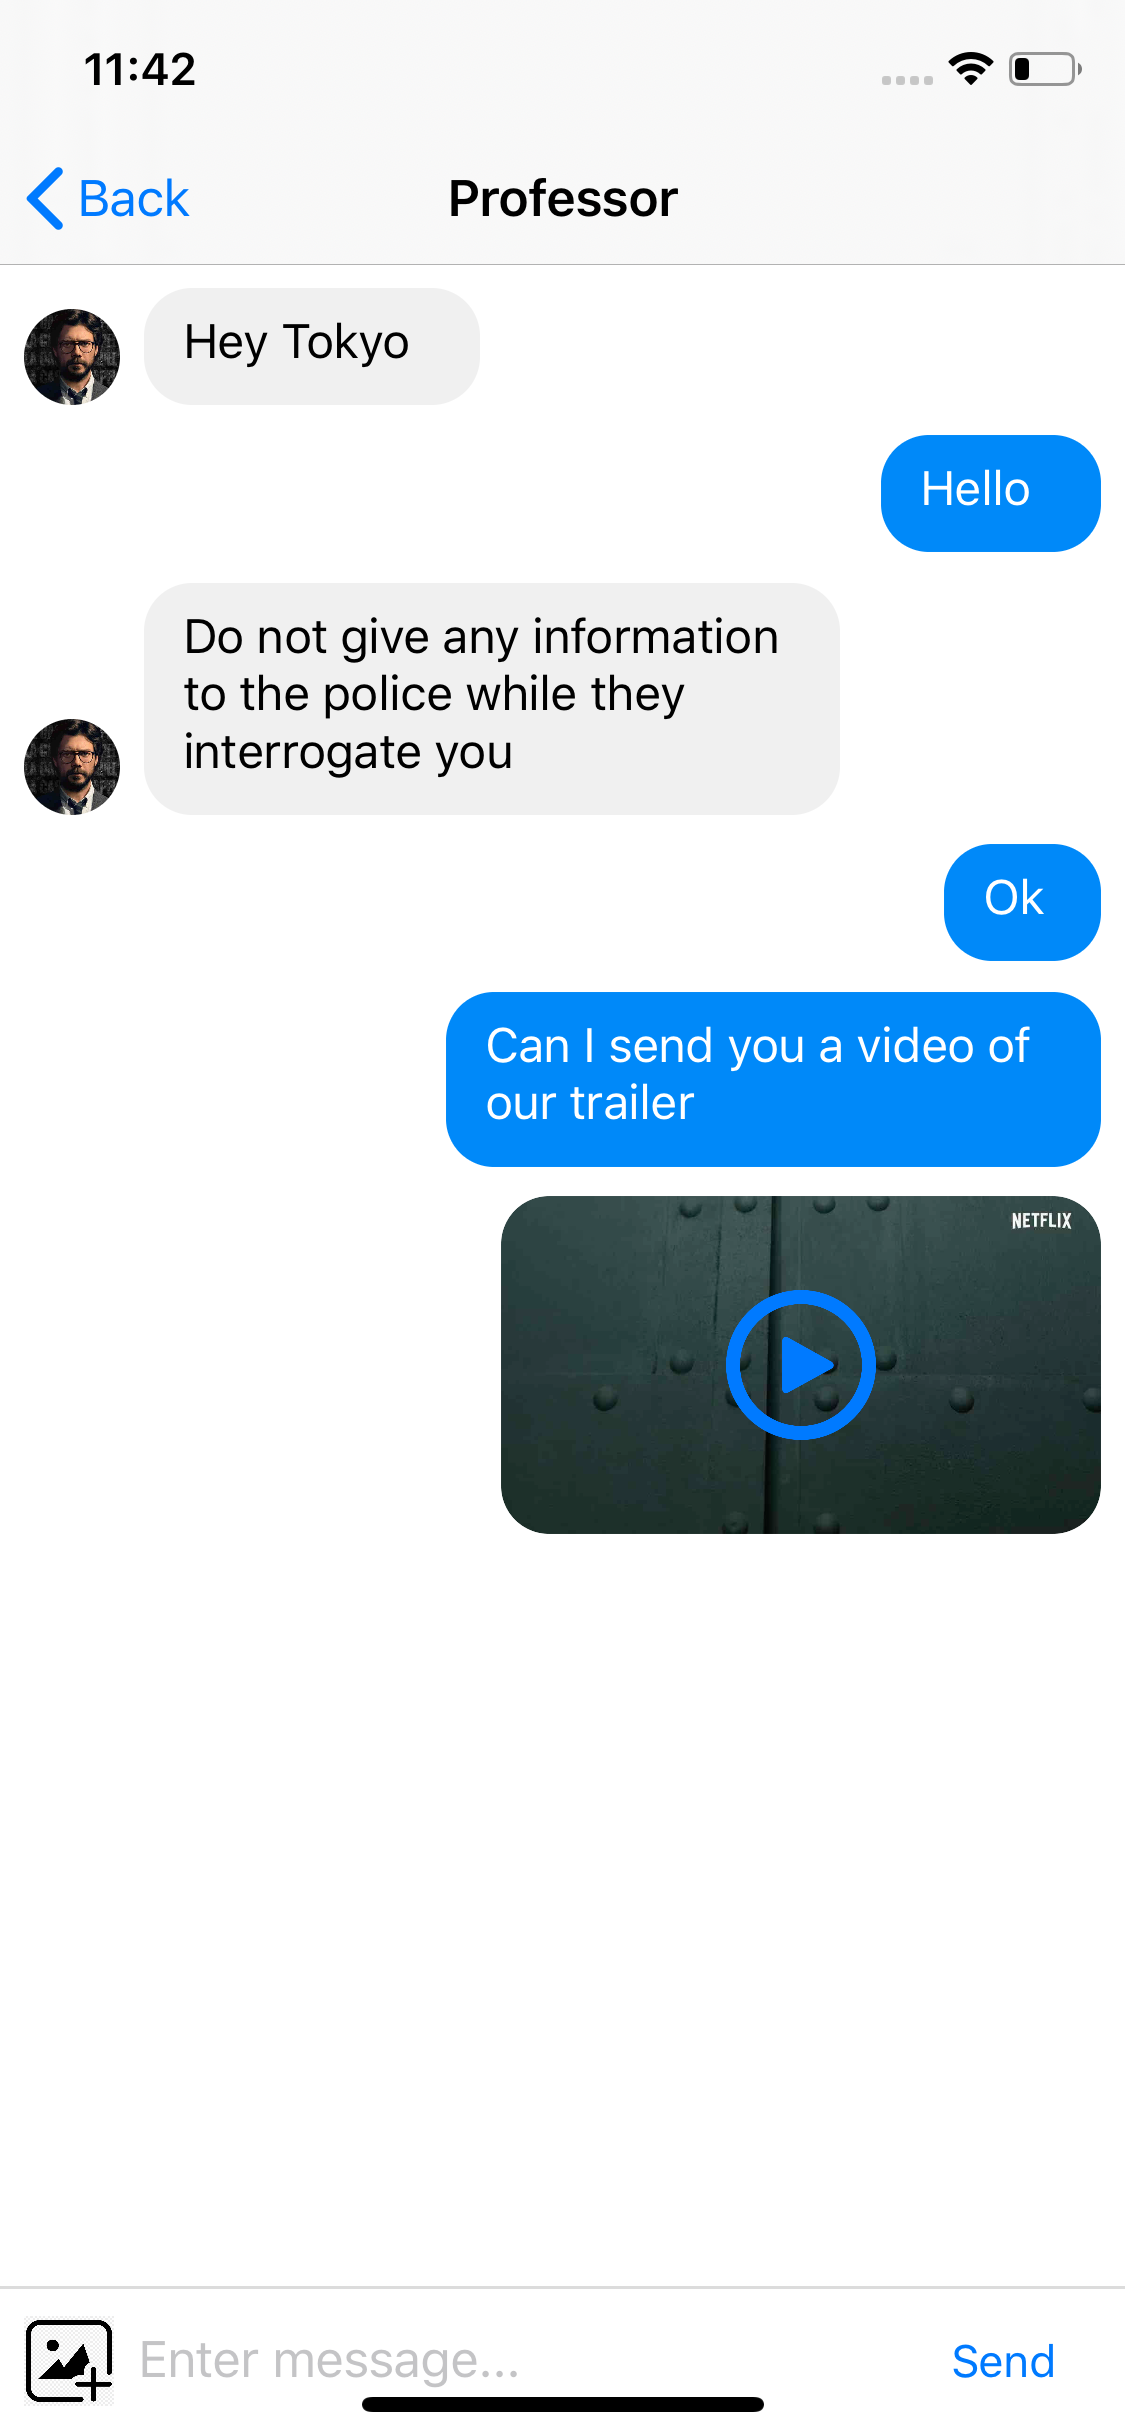 11:42
Back
Professor
Hey Tokyo
Hello
Do not give any information
to the police while they
interrogate you
Ok
Can I send you a video of
our trailer
NETFLIX
Enter message...
Send